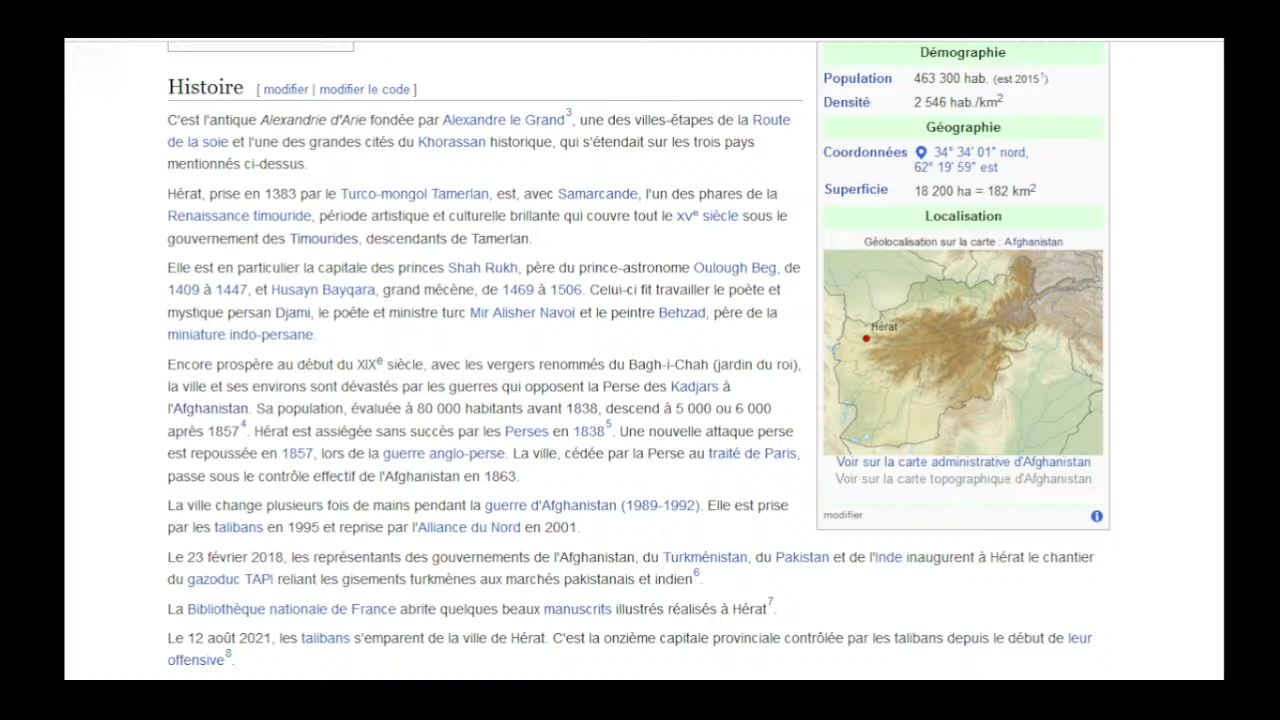 Histoire [ modifier | modifier le code ]
C'est l'antique Alexandrie d'Arie fondée par Alexandre le Grand3, une des villes-étapes de la Route
de la soie et l'une des grandes cités du Khorassan historique, qui s'étendait sur les trois pays
mentionnés ci-dessus.
Hérat, prise en 1383 par le Turco-mongol Tamerlan, est, avec Samarcande, l'un des phares de la
Renaissance timouride, période artistique et culturelle brillante qui couvre tout le xve siècle sous le
gouvernement des Timourides, descendants de Tamerlan.
Elle est en particulier la capitale des princes Shah Rukh, père du prince-astronome Oulough Beg, de
1409 à 1447, et Husayn Bayqara, grand mécène, de 1469 à 1506. Celui-ci fit travailler le poète et
mystique persan Djami, le poète et ministre turc Mir Alisher Navoï et le peintre Behzad, père de la
miniature indo-persane.
Encore prospère au début du XIXe siècle, avec les vergers renommés du Bagh-i-Chah (jardin du roi),
la ville et ses environs sont dévastés par les guerres qui opposent la Perse des Kadjars à
l'Afghanistan. Sa population, évaluée à 80 000 habitants avant 1838, descend à 5 000 ou 6 000
après 18574. Hérat est assiégée sans succès par les Perses en 18385. Une nouvelle attaque perse
est repoussée en 1857, lors de la guerre anglo-perse. La ville, cédée par la Perse au traité de Paris,
passe sous le contrôle effectif de l'Afghanistan en 1863.
La ville change plusieurs fois de mains pendant la guerre d'Afghanistan (1989-1992). Elle est prise
par les talibans en 1995 et reprise par l'Alliance du Nord en 2001.
Le 23 février 2018, les représentants des gouvernements de l'Afghanistan, du Turkménistan, du Pakistan et de l'Inde inaugurent à Hérat le chantier
du gazoduc TAPI reliant les gisements turkmènes aux marchés pakistanais et indien6.
La Bibliothèque nationale de France abrite quelques beaux manuscrits illustrés réalisés à Hérat7.
Le 12 août 2021, les talibans s'emparent de la ville de Hérat. C'est la onzième capitale provinciale contrôlée par les talibans depuis le début de leur
offensive8.
Démographie
Population 463 300 hab. (est 20151)
Densité 2 546 hab./km2
Géographie
Coordonnées 34° 34′ 01″ nord,
62° 19′ 59″ est
Superficie 18 200 ha = 182 km2
Localisation
Géolocalisation sur la carte : Afghanistan
Hérat
Voir sur la carte administrative d'Afghanistan
Voir sur la carte topographique d'Afghanistan
modifier